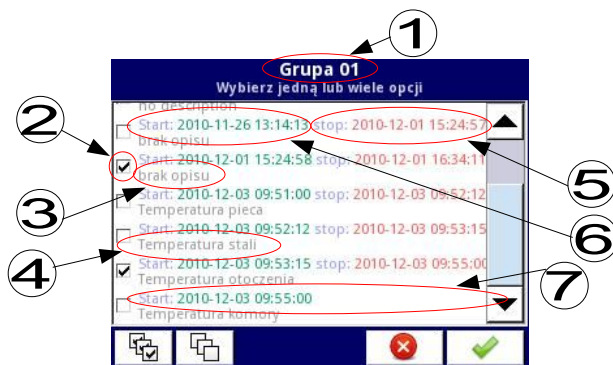 1
Grupa 01
Wybierz jedną lub wiele opcji
no description
2
Start: 2010-11-26 13:14:13 stop: 2010-12-01 15:24:57
brak opisu
Start: 2010-12-01 15:24:58 stop: 2010-12-01 16:34:11
brak opisu
5
3
Start: 2010-12-03 09:51:00 stop: 2010-12-03 09:52:12
Temperatura pieca
6
Start: 2010-12-03 09:52:12 stop: 2010-12-03 09:53:15
Temperatura stali
4
Start: 2010-12-03 09:53:15 stop: 2010-12-03 09:55:00
Temperatura otoczenia
7
Start: 2010-12-03 09:55:00
Temperatura komory